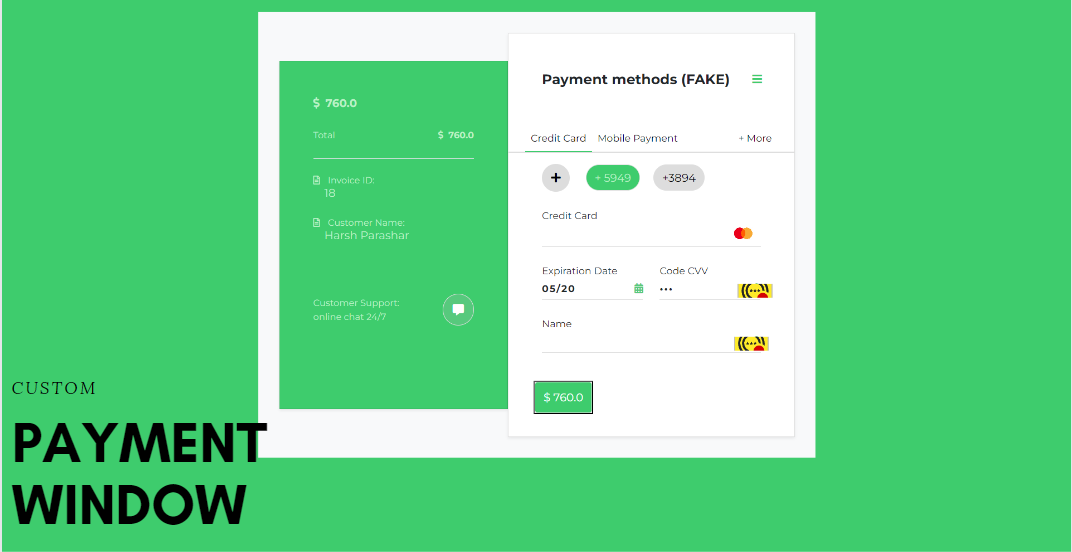 $ 760.0
Total $ 760.0
Invoice ID:
18
Customer Name:
Harsh Parashar
Customer Support:
online chat 24/7
Payment methods (FAKE)
Credit Card Mobile Payment + More
+ + 5949 +3894
Credit Card
Expiration Date Code CVV
05/20 •••
Name
$ 760.0
CUSTOM
PAYMENT
WINDOW